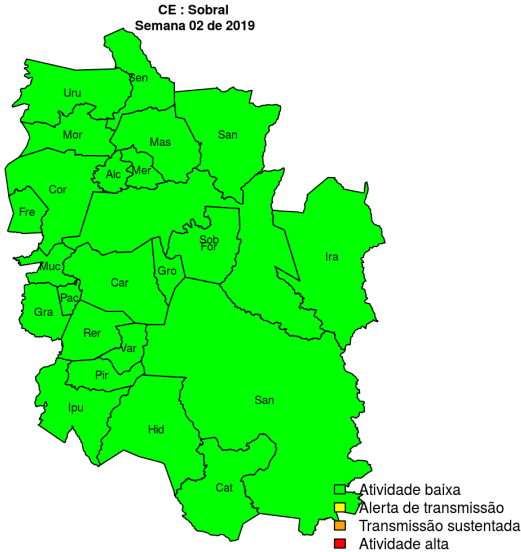 CE : Sobral
Semana 02 de 2019
Sen
Uru
Mor
Mas
San
Alc
Mer
Cor
Fre
Sob
For
Ira
Muc
Gro
Car
Pac
Gra
Rer
Var
Pir
San
Ipu
Hid
Cat
Atividade baixa
Alerta de transmissão
Transmissão sustentada
Atividade alta